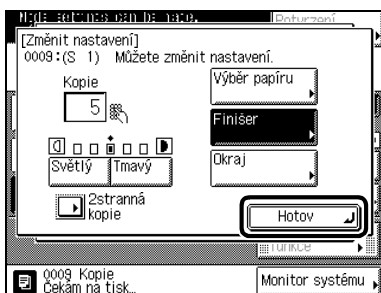 Potvrzení
[Změnit nastavení]
0009:(S 1) Můžete změnit nastavení.
Kopie
5
Výběr papíru
Finišer
Světlý Tmavý
Okraj
2stranná
kopie
Hotov
Funkce
0009 Kopie
Čekám na tisk...
Monitor systému